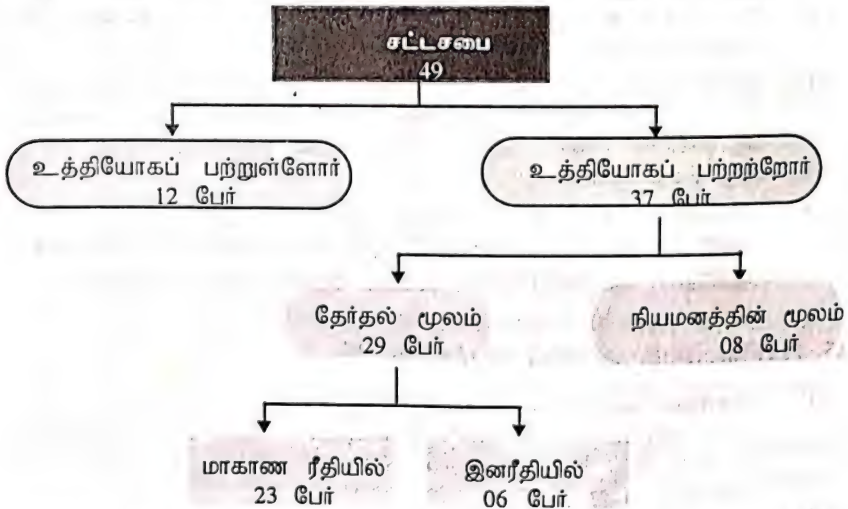 சட்டசபை
49
உத்தியோகப் பற்றுள்ளோர்
12 பேர்
உத்தியோகப் பற்றற்றோர்
37 பேர்
தேர்தல் மூலம்
29 பேர்
நியமனத்தின் மூலம்
08 பேர்
மாகாண ரீதியில்
23 பேர்
இனரீதியில்
06 பேர்